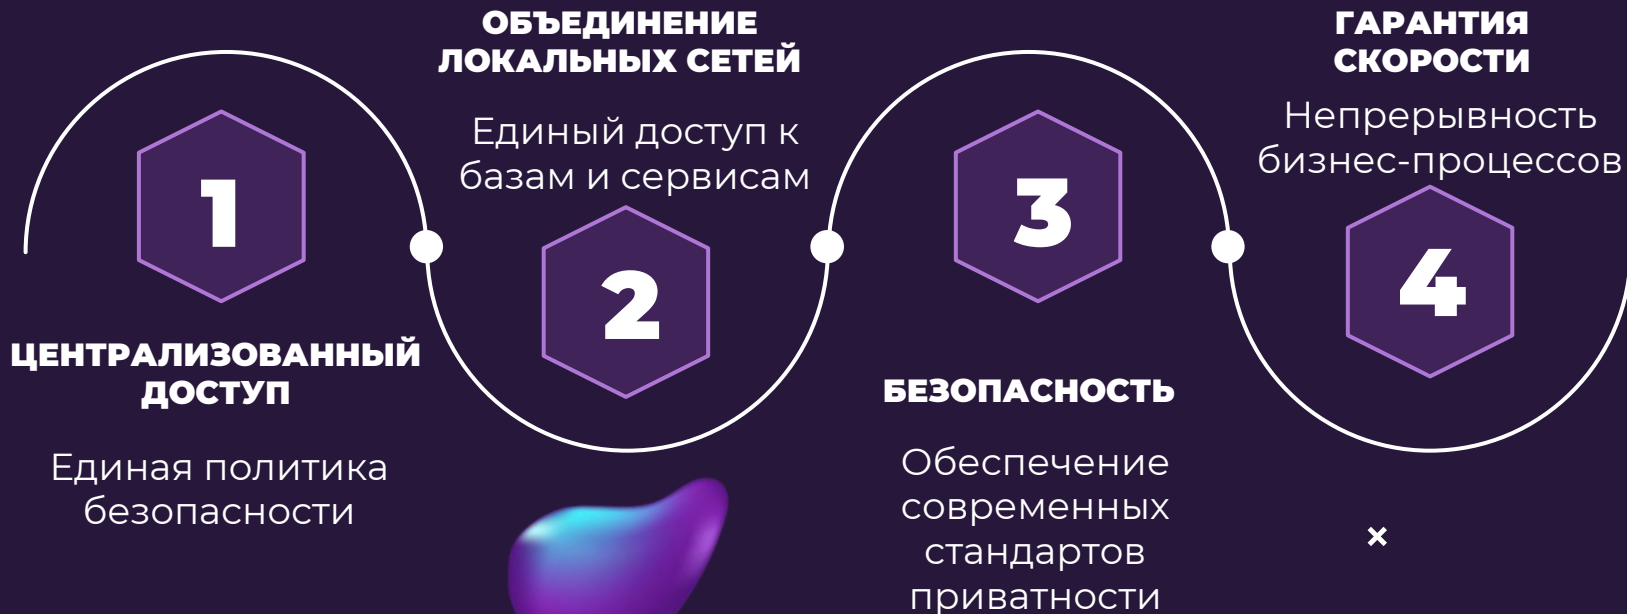 1
ЦЕНТРАЛИЗОВАННЫЙ
ДОСТУП
Единая политика
безопасности
ОБЪЕДИНЕНИЕ
ЛОКАЛЬНЫХ СЕТЕЙ
Единый доступ к
базам и сервисам
2
3
БЕЗОПАСНОСТЬ
Обеспечение
современных
стандартов
приватности
ГАРАНТИЯ
СКОРОСТИ
Непрерывность
бизнес-процессов
4